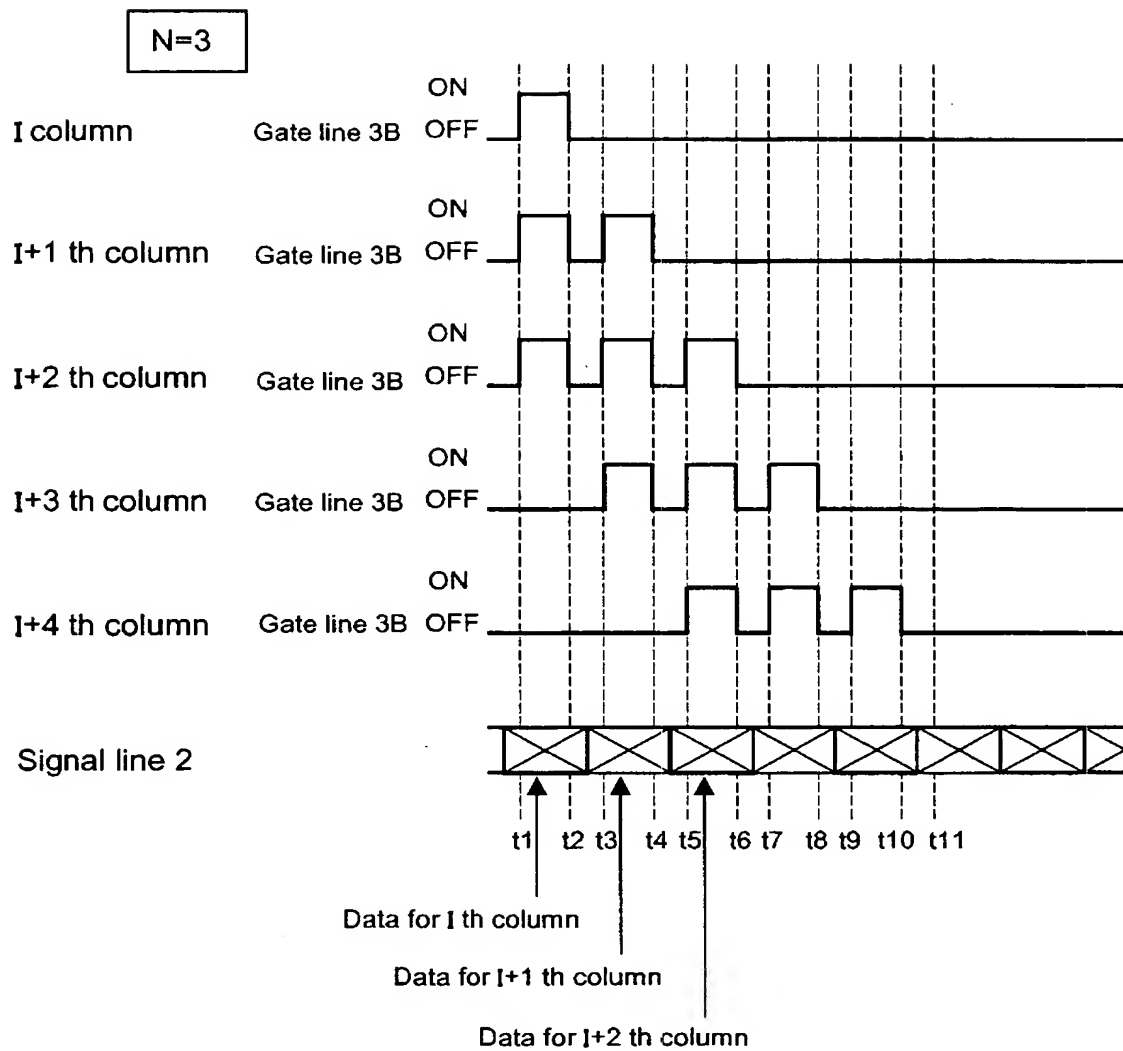 N=3
ON
I column Gate line 3B OFF
ON
I+1 th column Gate line 3B OFF
ON
I+2 th column Gate line 3B OFF
ON
I+3 th column Gate line 3B OFF
ON
I+4 th column Gate line 3B OFF
Signal line 2
t1 t2 t3 t4 t5 t6 t7 t8 t9 t10 t11
Data for I th column
Data for I+1 th column
Data for I+2 th column